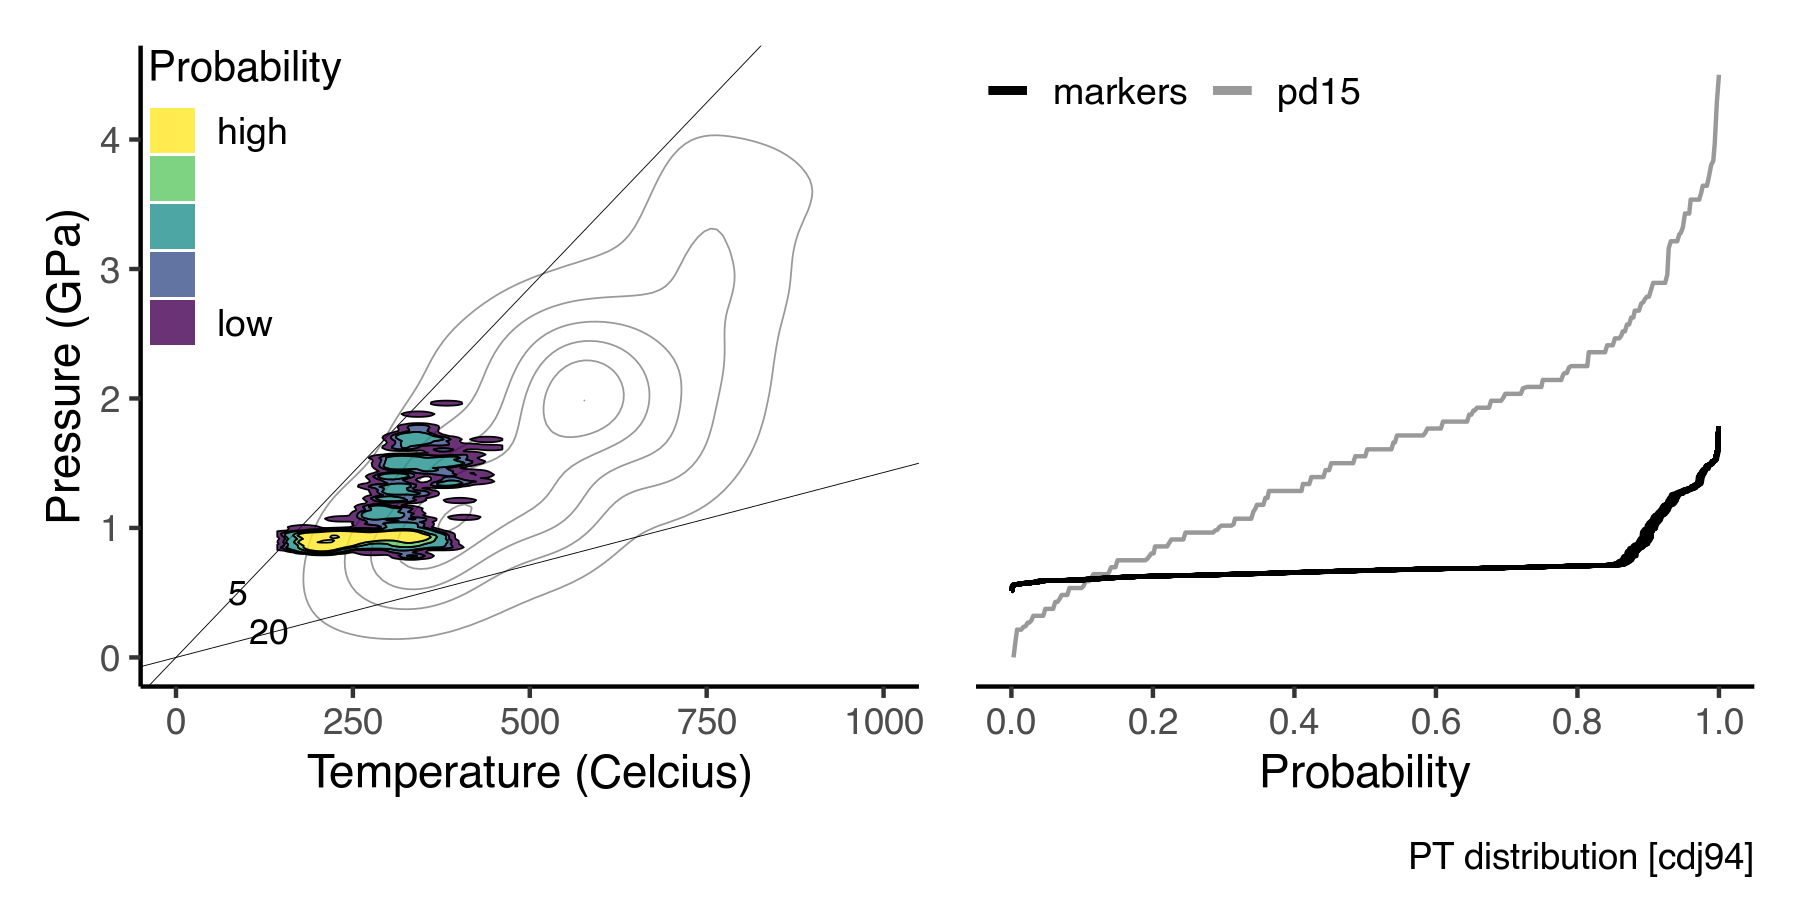 Probability
high
low
4
3
2
1
0
Pressure (GPa)
5
20
0 250 500 750 1000
Temperature (Celcius)
markers pd15
0.0 0.2 0.4 0.6 0.8 1.0
Probability
PT distribution [cdj94]